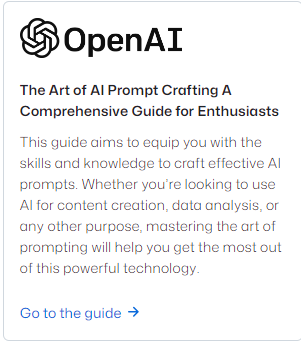 OpenAI
The Art of AI Prompt Crafting A
Comprehensive Guide for Enthusiasts
This guide aims to equip you with the
skills and knowledge to craft effective AI
prompts. Whether you're looking to use
AI for content creation, data analysis, or
any other purpose, mastering the art of
prompting will help you get the most out
of this powerful technology.
Go to the guide →